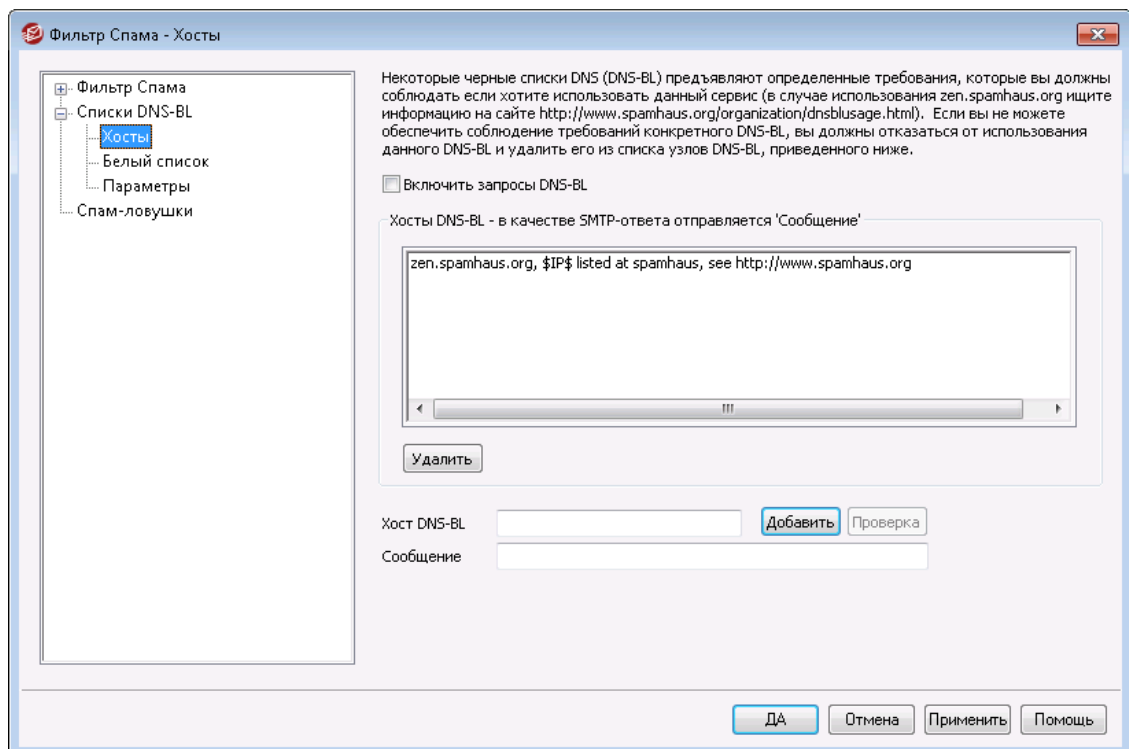 Фильтр Спама - Хосты
Фильтр Спама
Списки DNS-BL
Хосты
Белый список
Параметры
Спам-ловушки
Некоторые черные списки DNS (DNS-BL) предъявляют определенные требования, которые вы должны
соблюдать если хотите использовать данный сервис (в случае использования zen.spamhaus.org ищите
информацию на сайте http://www.spamhaus.org/organization/dnsblusage.html). Если вы не можете
обеспечить соблюдение требований конкретного DNS-BL, вы должны отказаться от использования
данного DNS-BL и удалить его из списка узлов DNS-BL, приведенного ниже.
Включить запросы DNS-BL
Хосты DNS-BL - в качестве SMTP-ответа отправляется 'Сообщение'
zen.spamhaus.org, $IP$ listed at spamhaus, see http://www.spamhaus.org
Удалить
Хост DNS-BL
Добавить
Проверка
Сообщение
ДА
Отмена
Применить
Помощь